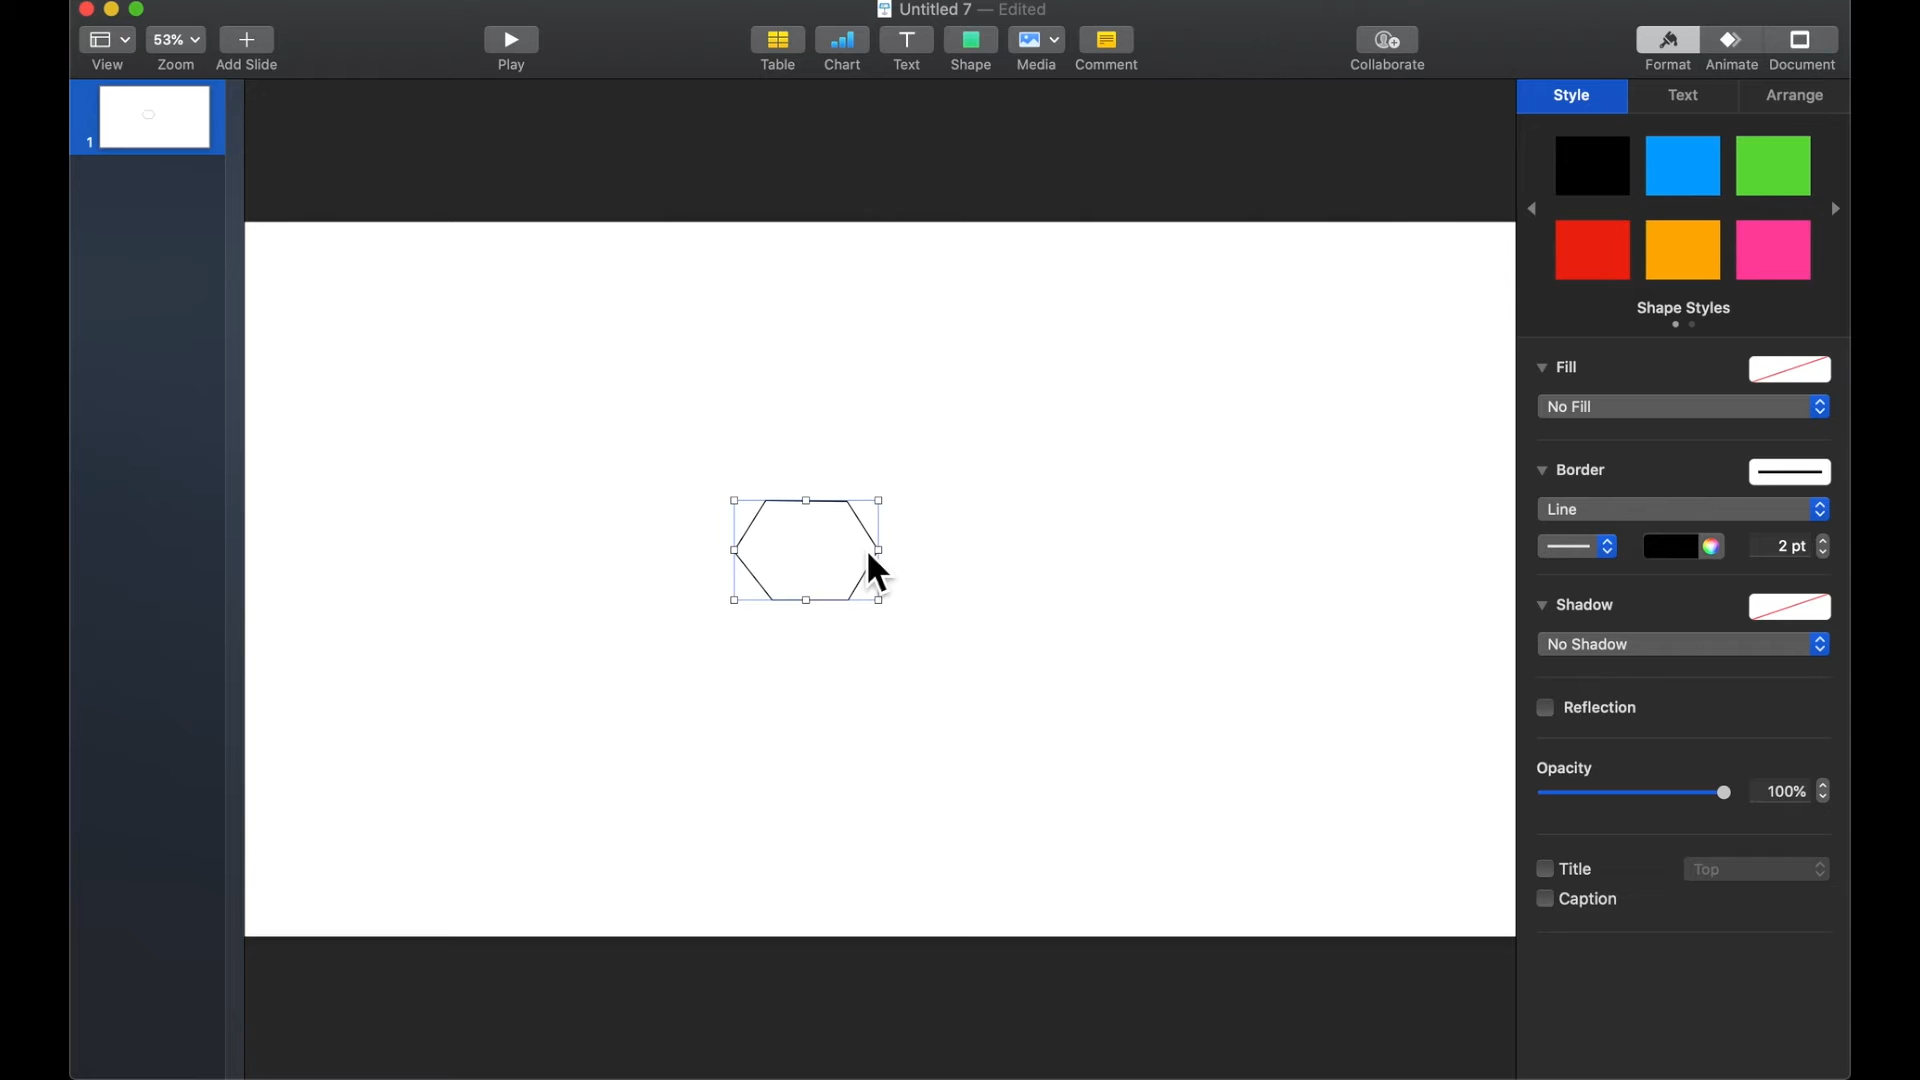 Untitled 7 — Edited
53%
View
Zoom
Add Slide
Play
Table
Chart
Text
Shape
Media
Comment
Collaborate
Format
Animate
Document
1
Style
Text
Arrange
Shape Styles
Fill
No Fill
Border
Line
2 pt
Shadow
No Shadow
Reflection
Opacity
100%
Title
Top
Caption